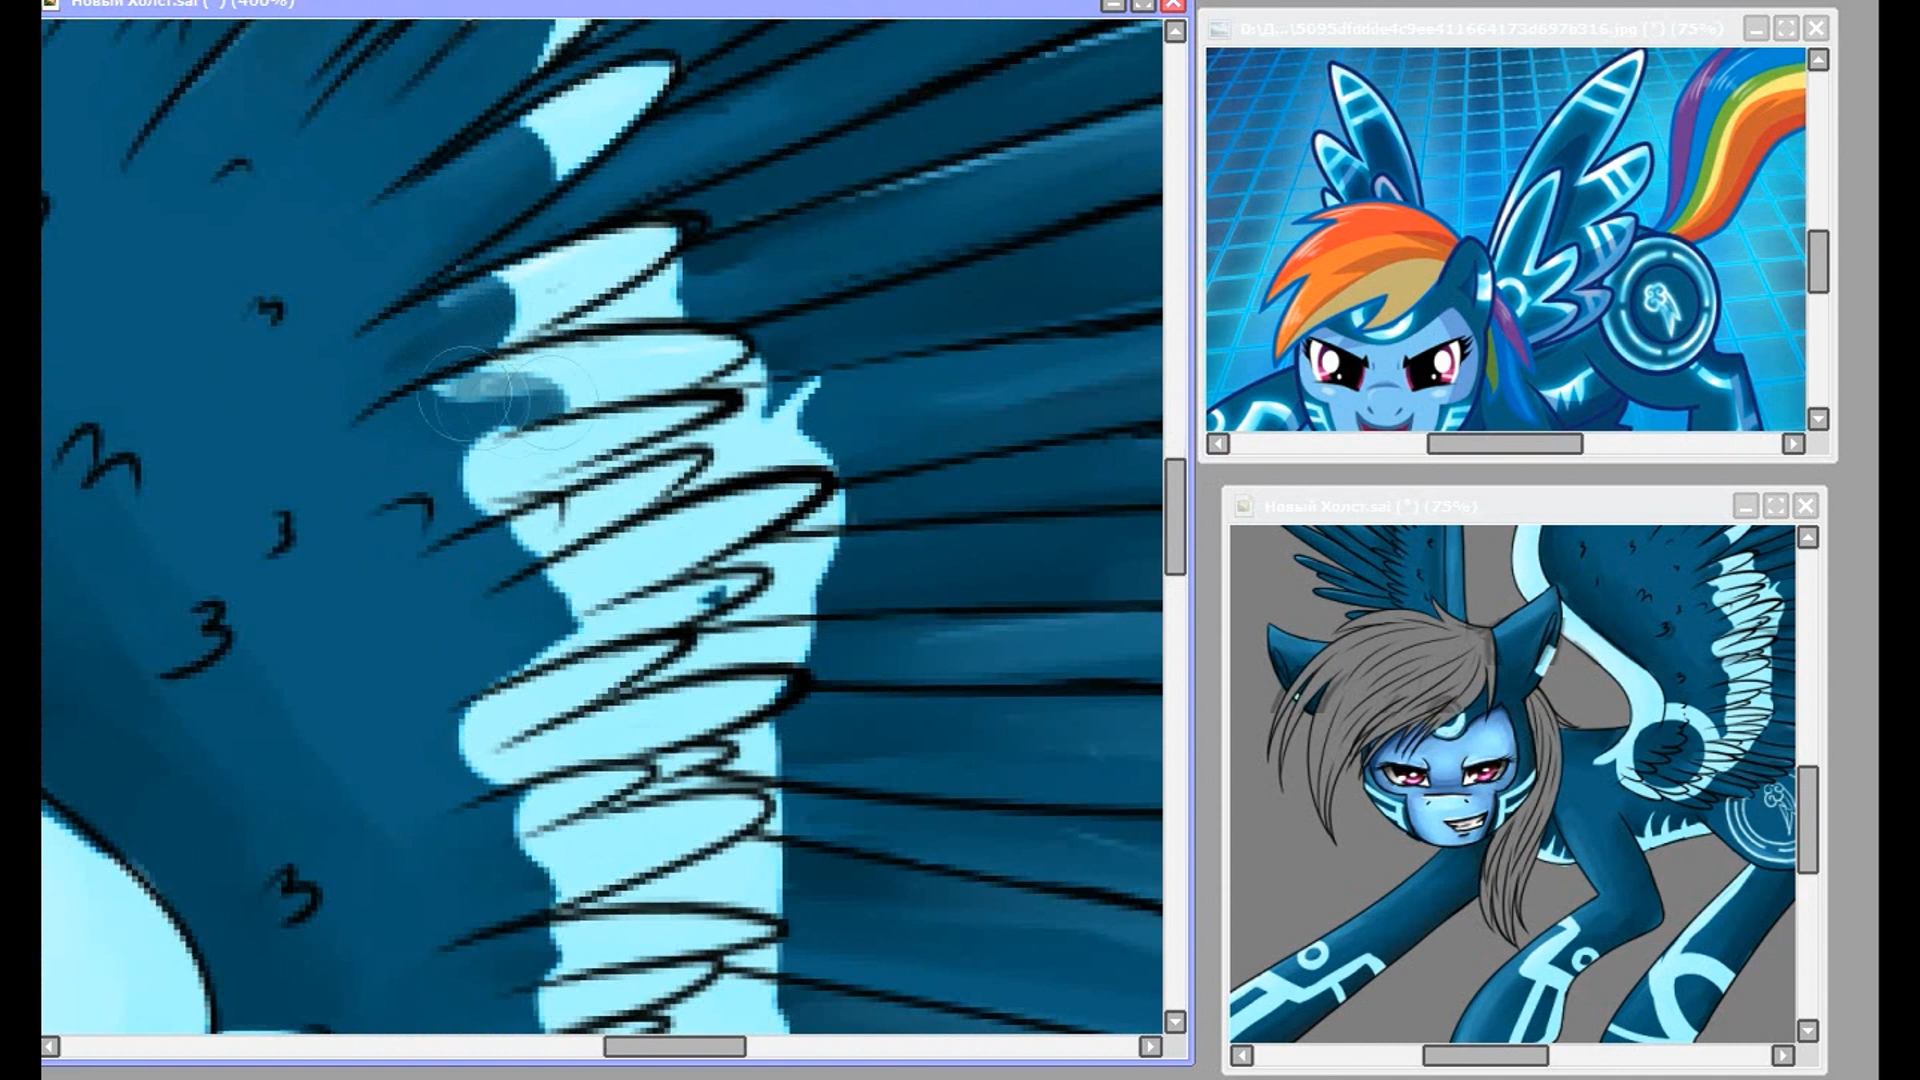 Новый Холст.sai (*) (400%)
D:\Д...\5095dfddde4c9ee411664173d697b316.jpg (*) (75%)
Новый Холст.sai (*) (75%)